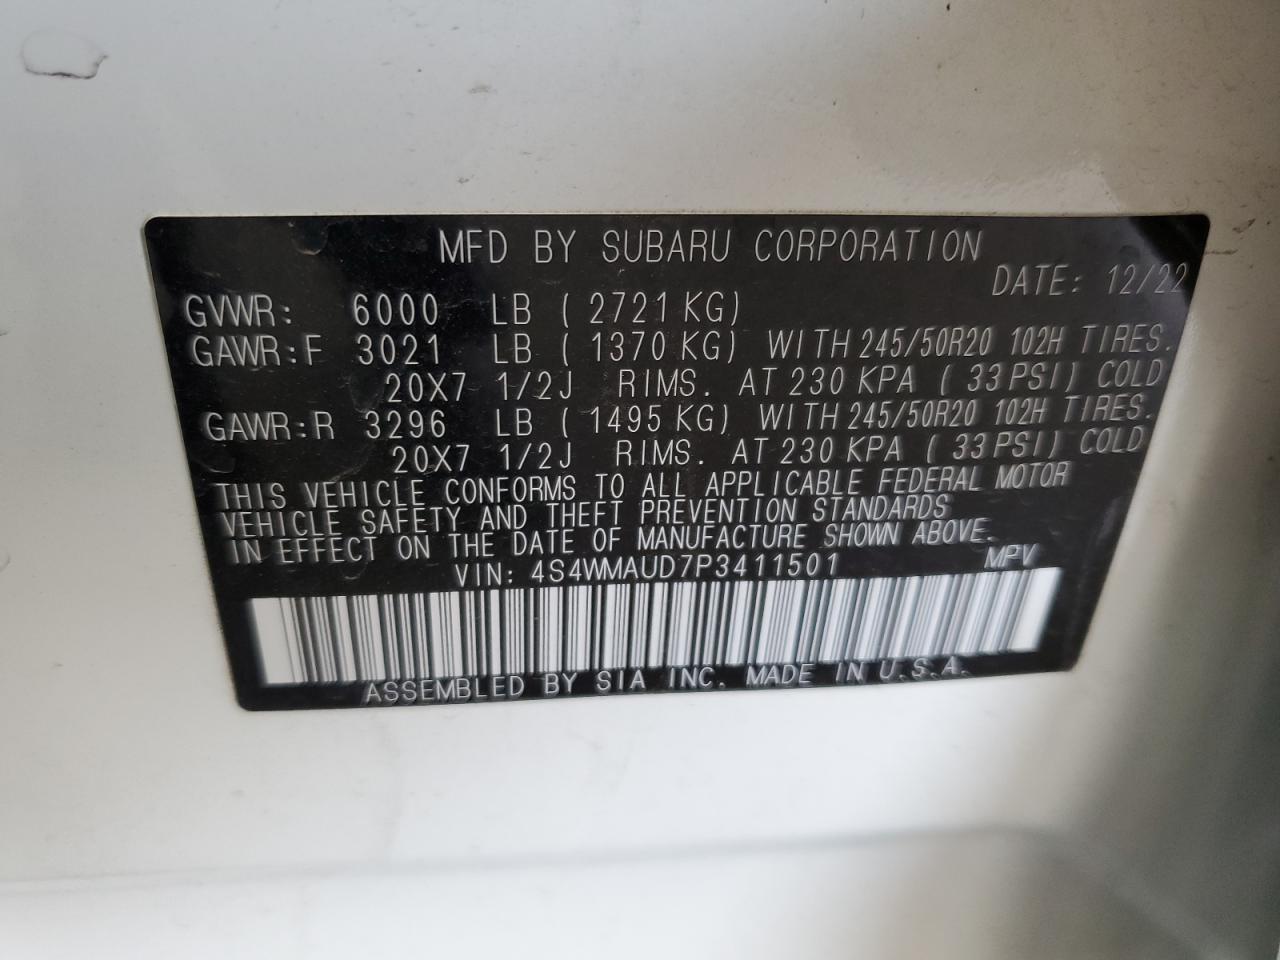 MFD BY SUBARU CORPORATION
DATE: 12/22
GVWR: 6000 LB ( 2721 KG)
GAWR:F 3021 LB ( 1370 KG) WITH 245/50R20 102H TIRES.
20X7 1/2J RIMS. AT 230 KPA ( 33 PSI) COLD
GAWR:R 3296 LB ( 1495 KG) WITH 245/50R20 102H TIRES.
20X7 1/2J RIMS. AT 230 KPA ( 33 PSI) COLD
THIS VEHICLE CONFORMS TO ALL APPLICABLE FEDERAL MOTOR
VEHICLE SAFETY AND THEFT PREVENTION STANDARDS
IN EFFECT ON THE DATE OF MANUFACTURE SHOWN ABOVE.
VIN: 4S4WMAUD7P3411501 MPV
ASSEMBLED BY SIA INC. MADE IN U.S.A.